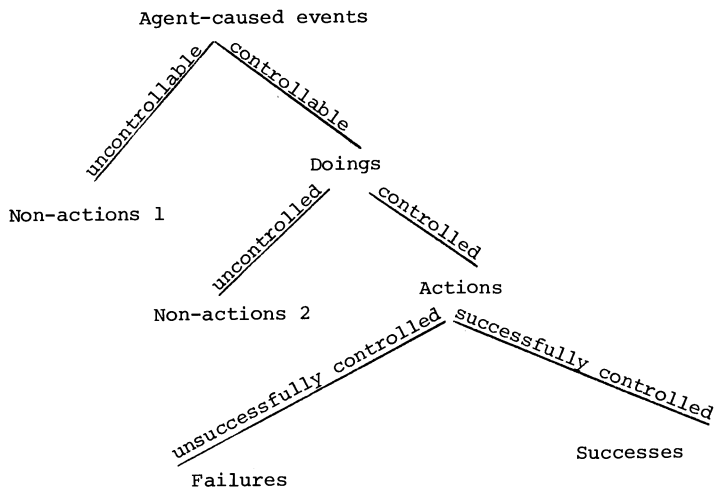 Agent-caused events
uncontrollable
controllable
Doings
Non-actions 1
uncontrolled
controlled
Actions
Non-actions 2
unsuccessfully controlled
successfully controlled
Successes
Failures